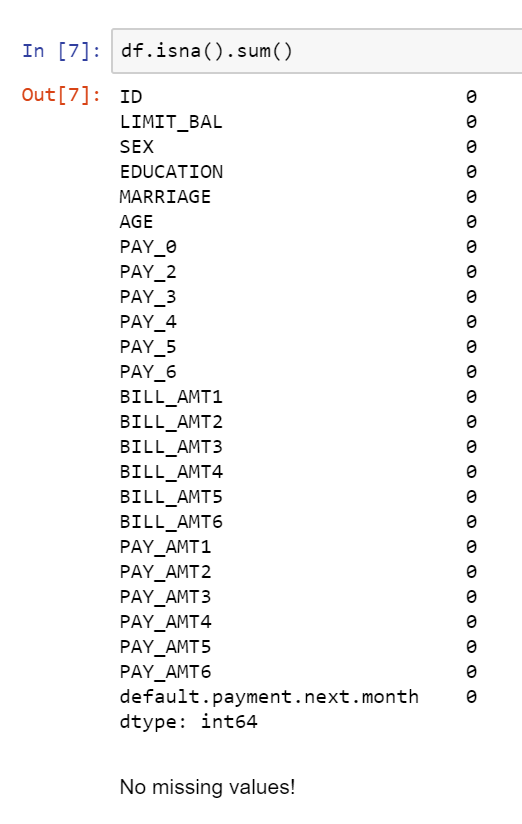 In [7]: df.isna().sum()
Out[7]: ID 0
LIMIT_BAL 0
SEX 0
EDUCATION 0
MARRIAGE 0
AGE 0
PAY_0 0
PAY_2 0
PAY_3 0
PAY_4 0
PAY_5 0
PAY_6 0
BILL_AMT1 0
BILL_AMT2 0
BILL_AMT3 0
BILL_AMT4 0
BILL_AMT5 0
BILL_AMT6 0
PAY_AMT1 0
PAY_AMT2 0
PAY_AMT3 0
PAY_AMT4 0
PAY_AMT5 0
PAY_AMT6 0
default.payment.next.month 0
dtype: int64
No missing values!